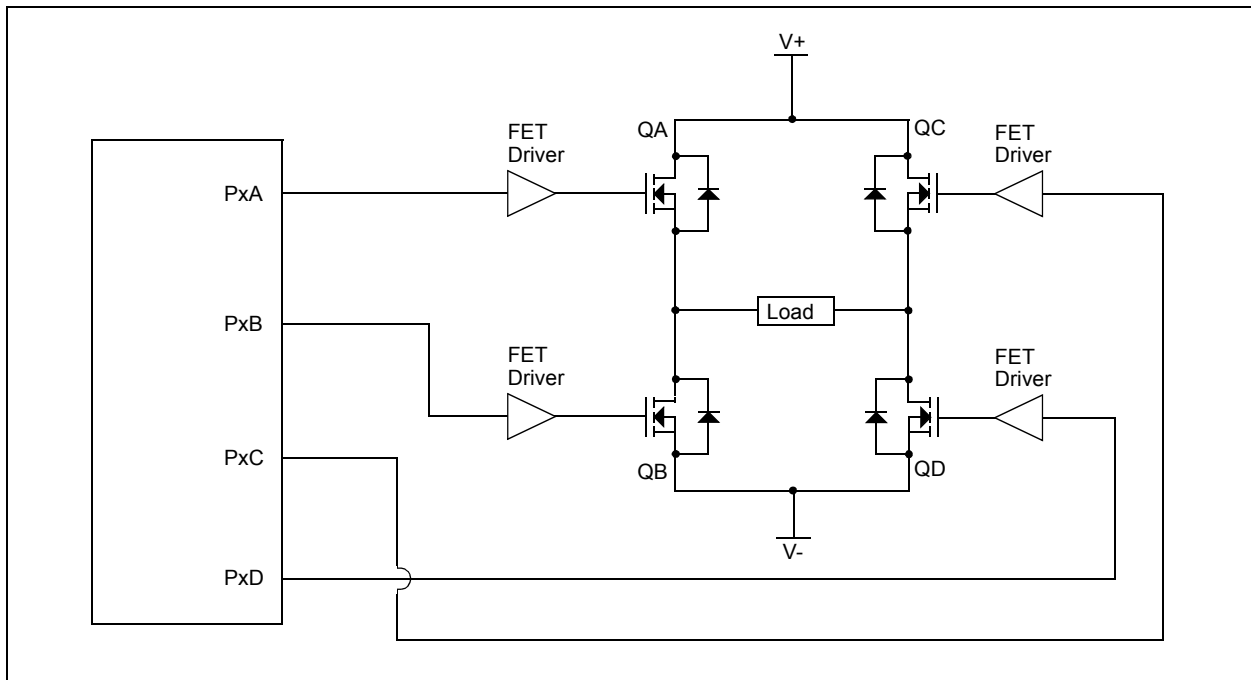 V+
QA
QC
FET
Driver
FET
Driver
PxA
Load
PxB
FET
Driver
FET
Driver
PxC
QB
QD
V-
PxD